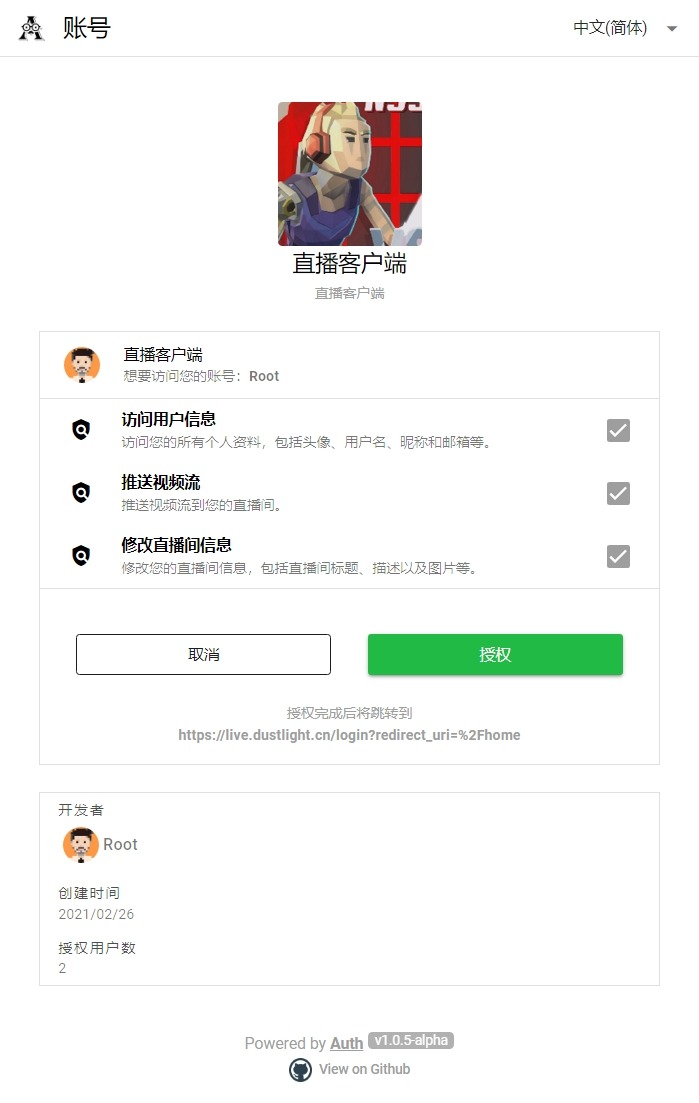 账号
中文(简体)
直播客户端
直播客户端
直播客户端
想要访问您的账号：Root
访问用户信息
访问您的所有个人资料，包括头像、用户名、昵称和邮箱等。
推送视频流
推送视频流到您的直播间。
修改直播间信息
修改您的直播间信息，包括直播间标题、描述以及图片等。
取消
授权
授权完成后将跳转到
https://live.dustlight.cn/login?redirect_uri=%2Fhome
开发者
Root
创建时间
2021/02/26
授权用户数
2
Powered by Auth v1.0.5-alpha
View on Github